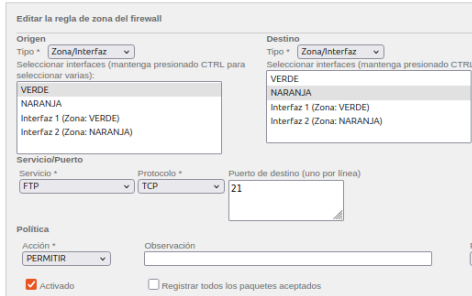 Editar la regla de zona del firewall
Origen
Tipo * Zona/Interfaz
Seleccionar interfaces (mantenga presionado CTRL para
seleccionar varias):
VERDE
NARANJA
Interfaz 1 (Zona: VERDE)
Interfaz 2 (Zona: NARANJA)
Destino
Tipo * Zona/Interfaz
Seleccionar interfaces (mantenga presionado CTRL
VERDE
NARANJA
Interfaz 1 (Zona: VERDE)
Interfaz 2 (Zona: NARANJA)
Servicio/Puerto
Servicio * Protocolo * Puerto de destino (uno por línea)
FTP TCP 21
Política
Acción * Observación
PERMITIR
Activado Registrar todos los paquetes aceptados